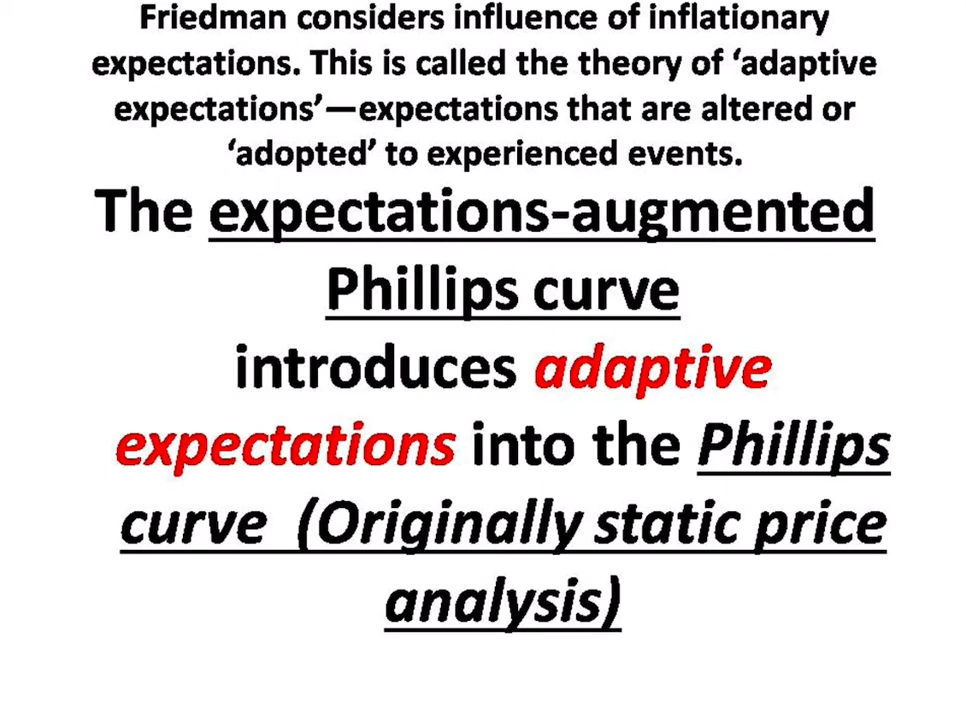 Friedman considers influence of inflationary
expectations. This is called the theory of ‘adaptive
expectations’—expectations that are altered or
‘adopted’ to experienced events.
The expectations-augmented
Phillips curve
introduces adaptive
expectations into the Phillips
curve (Originally static price
analysis)